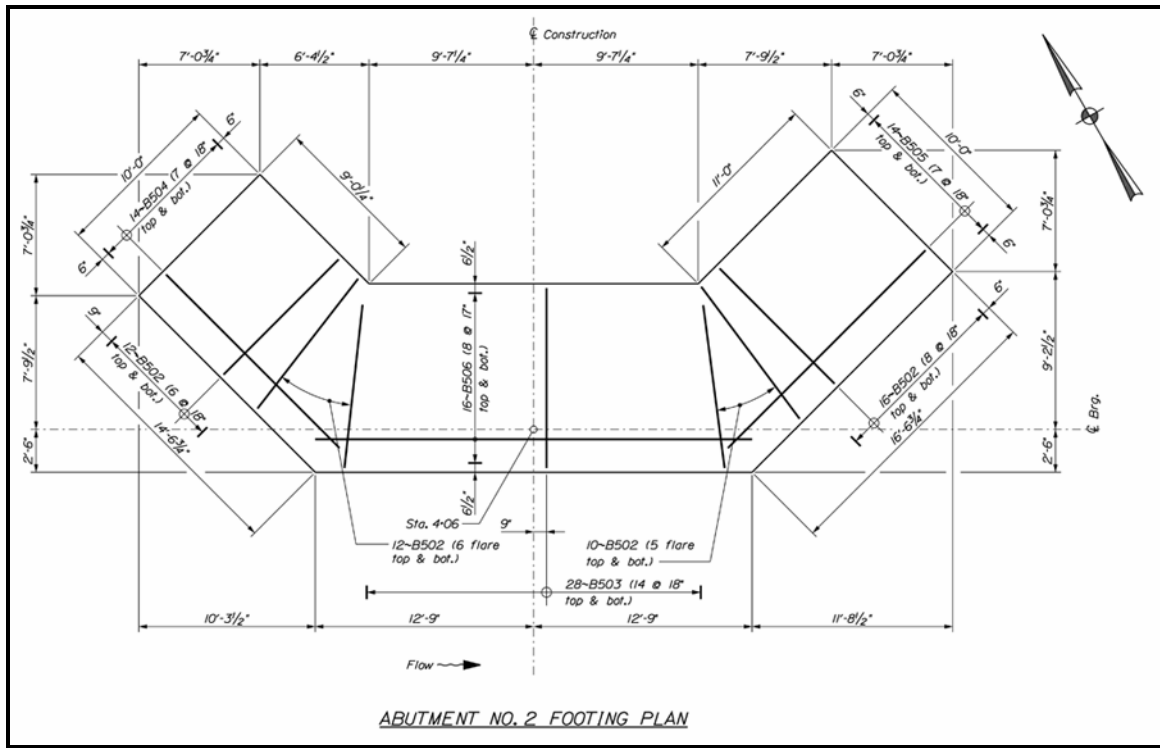 ℄ Construction
7'-0¾"
6'-4½"
9'-7¼"
9'-7¼"
7'-9½"
7'-0¾"
10'-0"
6"
14~B504 (7 @ 18"
top & bot.)
6"
9'-0¼"
11'-0"
6"
14~B505 (7 @ 18"
top & bot.)
10'-0"
6"
7'-0¾"
7'-0¾"
6½"
16~B506 (8 @ 17"
top & bot.)
6½"
9"
12~B502 (6 @ 18"
top & bot.)
14'-6¾"
7'-9½"
2'-6"
6"
16~B502 (8 @ 18"
top & bot.)
16'-6¾"
9'-2½"
2'-6"
℄ Brg.
Sta. 4+06
9"
12~B502 (6 flare
top & bot.)
10~B502 (5 flare
top & bot.)
28~B503 (14 @ 18"
top & bot.)
10'-3½"
12'-9"
12'-9"
11'-8½"
Flow
ABUTMENT NO. 2 FOOTING PLAN